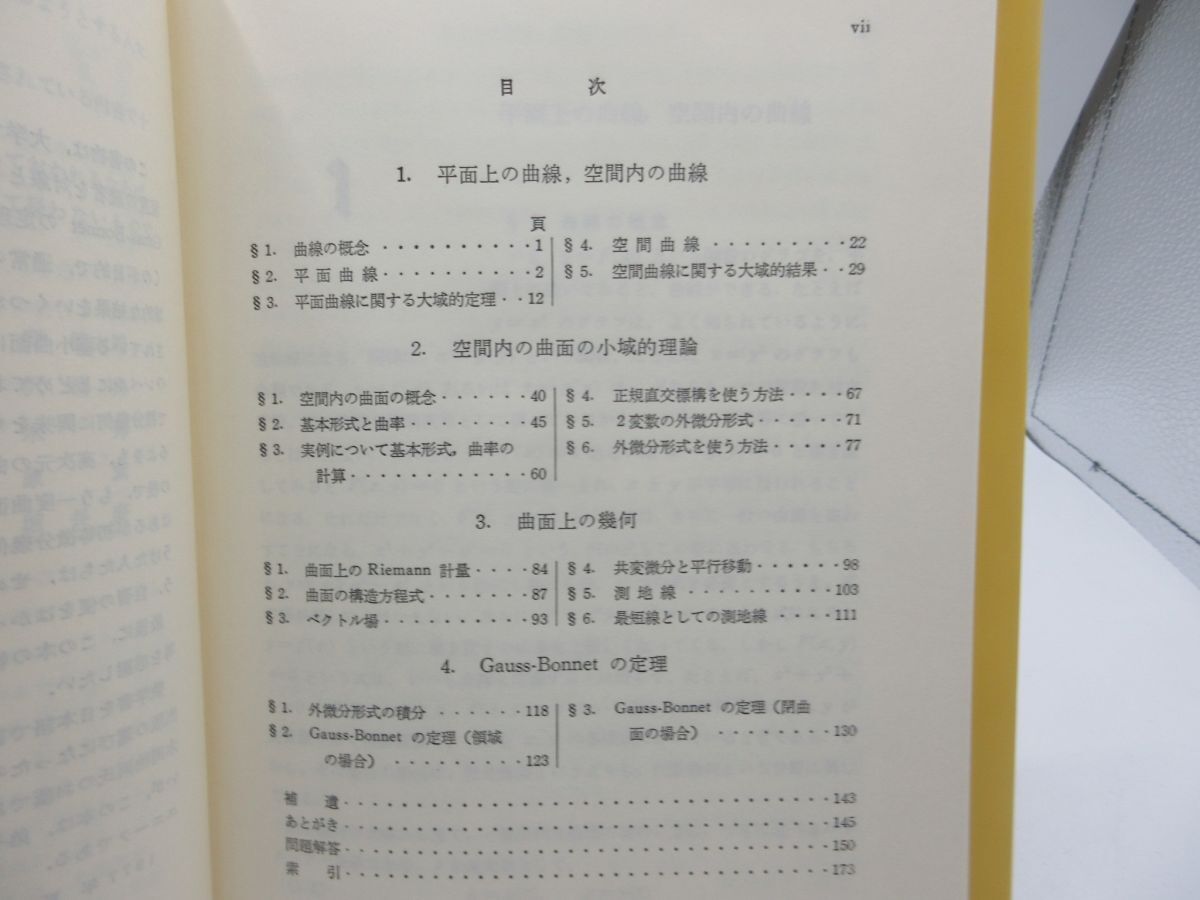 vii
目 次
1. 平面上の曲線,空間内の曲線
頁
§1. 曲線の概念 ・・・・・・・・・・1
§2. 平面曲線・・・・・・・・・・2
§3. 平面曲線に関する大域的定理・・12
§4. 空間曲線・・・・・・・・・22
§5. 空間曲線に関する大域的結果・・29
2. 空間内の曲面の小域的理論
§1. 空間内の曲面の概念・・・・・・40
§2. 基本形式と曲率・・・・・・・・45
§3. 実例について基本形式,曲率の
計算・・・・・・・・・・・・60
§4. 正規直交標構を使う方法・・・・67
§5. 2変数の外微分形式・・・・・・71
§6. 外微分形式を使う方法・・・・・77
3. 曲面上の幾何
§1. 曲面上の Riemann 計量・・・・84
§2. 曲面の構造方程式・・・・・・・87
§3. ベクトル場・・・・・・・・・・93
§4. 共変微分と平行移動・・・・・・98
§5. 測地線・・・・・・・・・・103
§6. 最短線としての測地線・・・・・111
4. Gauss-Bonnet の定理
§1. 外微分形式の積分・・・・・・118
§2. Gauss-Bonnet の定理(領域
の場合)・・・・・・・・・123
§3. Gauss-Bonnet の定理(閉曲
面の場合)・・・・・・・・130
補遺・・・・・・・・・・・・・・・・・・・・・・・・・・・・・・143
あとがき・・・・・・・・・・・・・・・・・・・・・・・・・・・・・・145
問題解答・・・・・・・・・・・・・・・・・・・・・・・・・・・・・・150
索引・・・・・・・・・・・・・・・・・・・・・・・・・・・・・・173